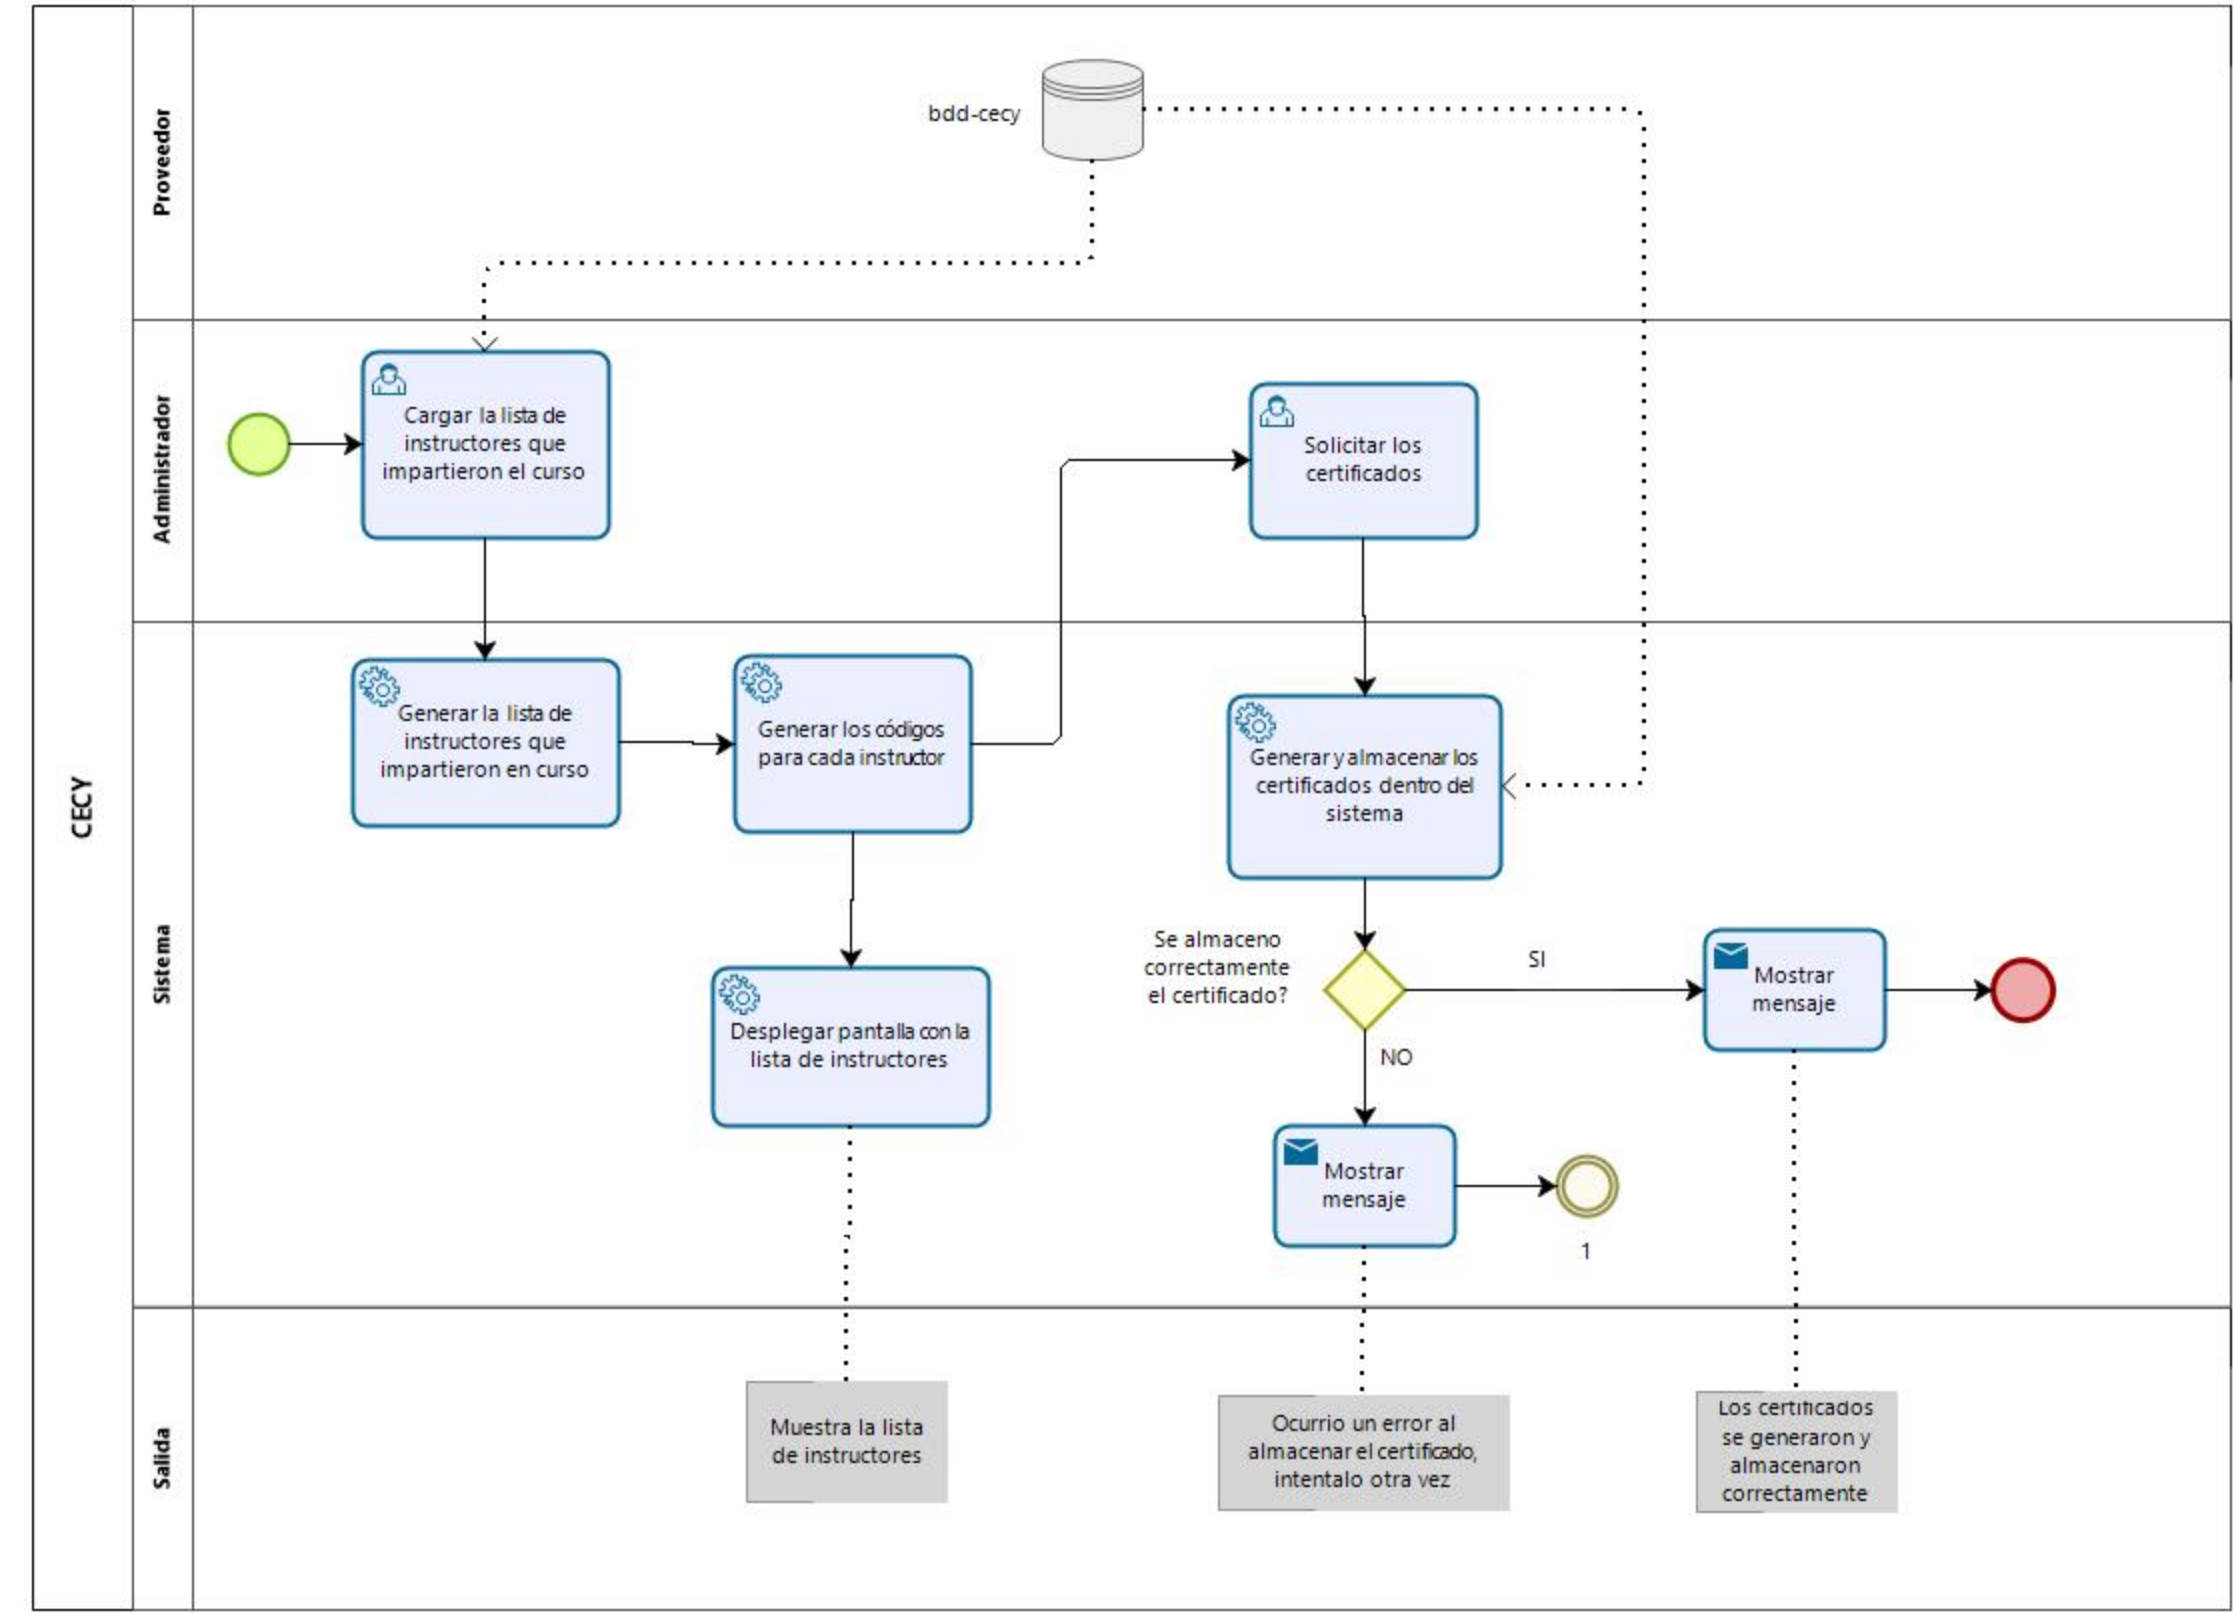 CECY
Proveedor
bdd-cecy
Administrador
Cargar la lista de
instructores que
impartieron el curso
Solicitar los
certificados
Sistema
Generar la lista de
instructores que
impartieron en curso
Generar los códigos
para cada instructor
Generar y almacenar los
certificados dentro del
sistema
Se almaceno
correctamente
el certificado?
SI
Mostrar
mensaje
NO
Desplegar pantalla con la
lista de instructores
Mostrar
mensaje
1
Salida
Muestra la lista
de instructores
Ocurrio un error al
almacenar el certificado,
intentalo otra vez
Los certificados
se generaron y
almacenaron
correctamente